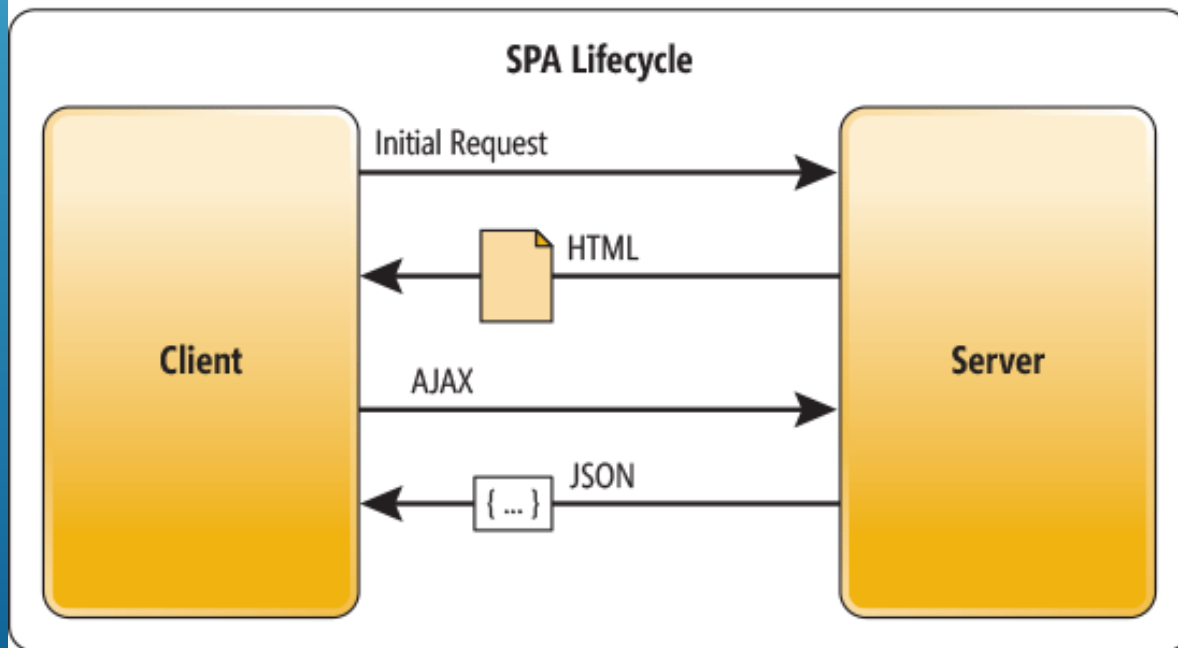 SPA Lifecycle
Initial Request
HTML
Client
Server
AJAX
JSON
{ ... }